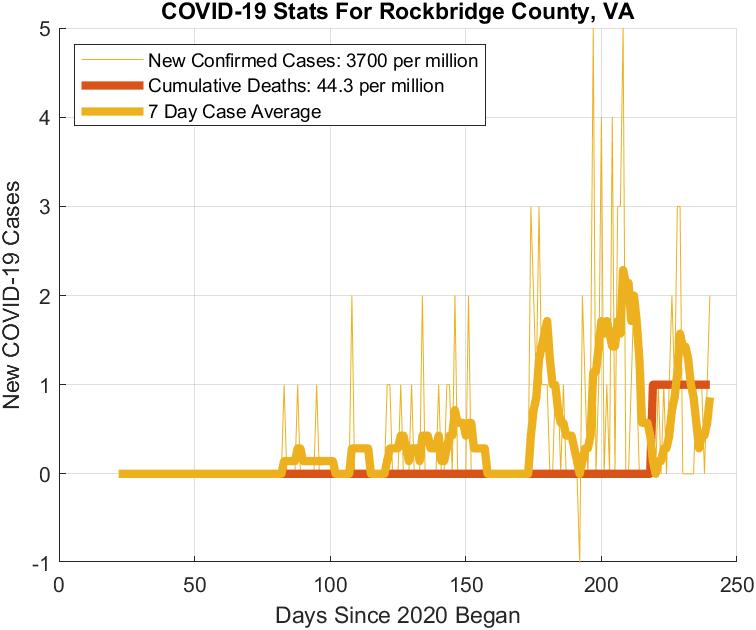 COVID-19 Stats For Rockbridge County, VA
New Confirmed Cases: 3700 per million
Cumulative Deaths: 44.3 per million
7 Day Case Average
New COVID-19 Cases
5
4
3
2
1
0
-1
0 50 100 150 200 250
Days Since 2020 Began